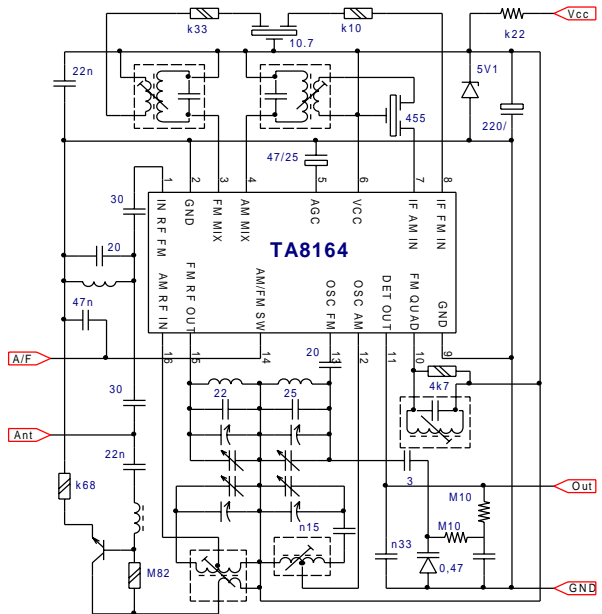 k33
10.7
k10
k22
Vcc
22n
5V1
455
220/
47/25
1
2
3
4
5
6
7
8
30
IN RF FM
GND
FM MIX
AM MIX
AGC
VCC
IF AM IN
IF FM IN
TA8164
20
AM RF IN
FM RF OUT
AM/FM SW
OSC FM
OSC AM
DET OUT
FM QUAD
GND
47n
A/F
16
15
14
13
12
11
10
9
20
4k7
30
22
25
Ant
22n
3
k68
Out
M10
n15
M10
n33
M82
0,47
GND